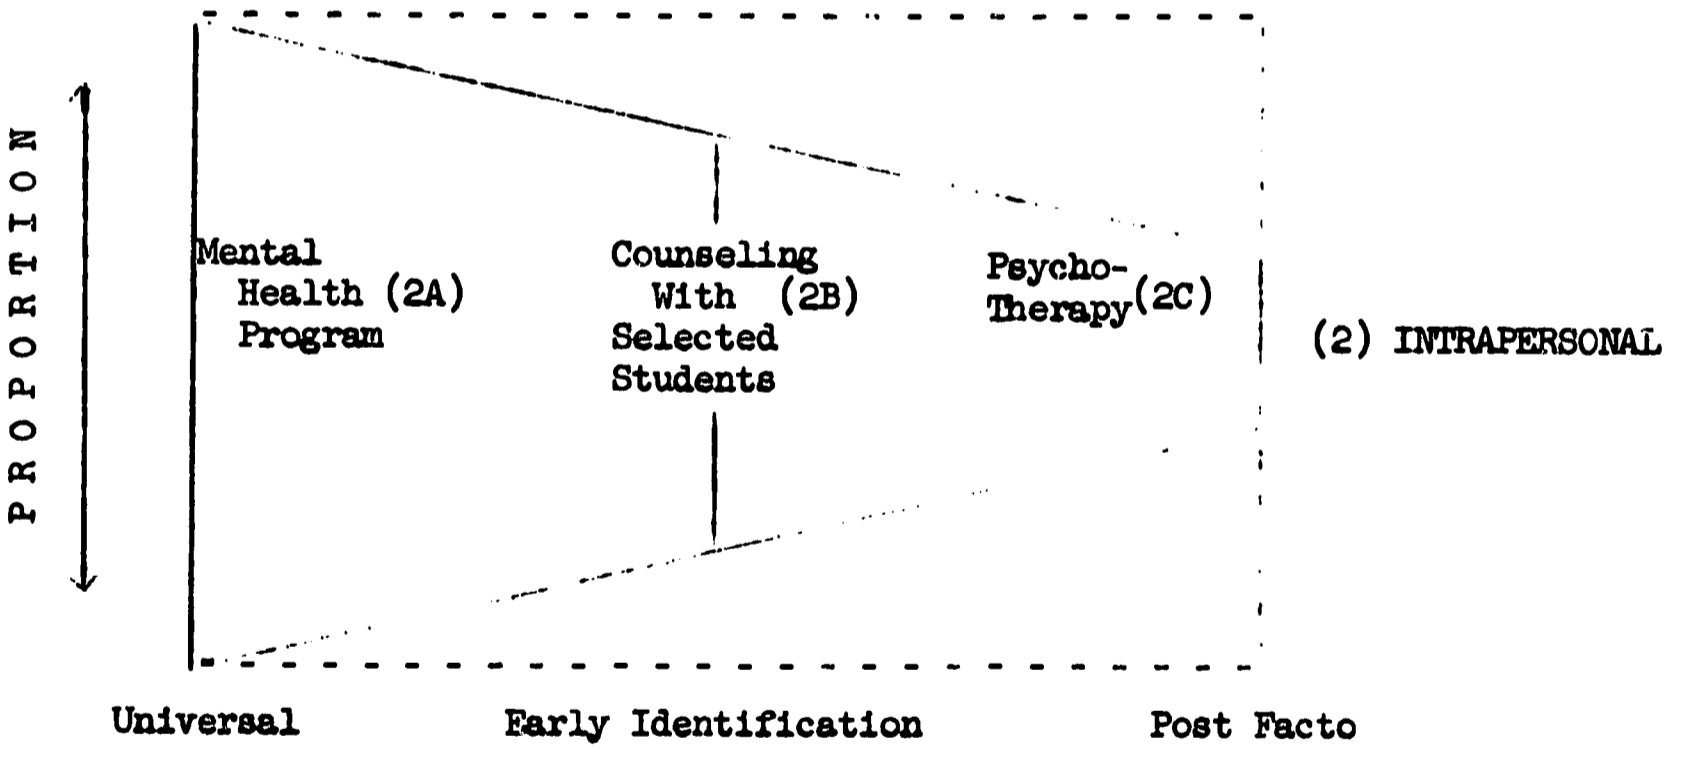 PROPORTION
Mental
Health (2A)
Program
Counseling
With (2B)
Selected
Students
Psycho-
Therapy (2C)
(2) INTRAPERSONAL
Universal
Early Identification
Post Facto